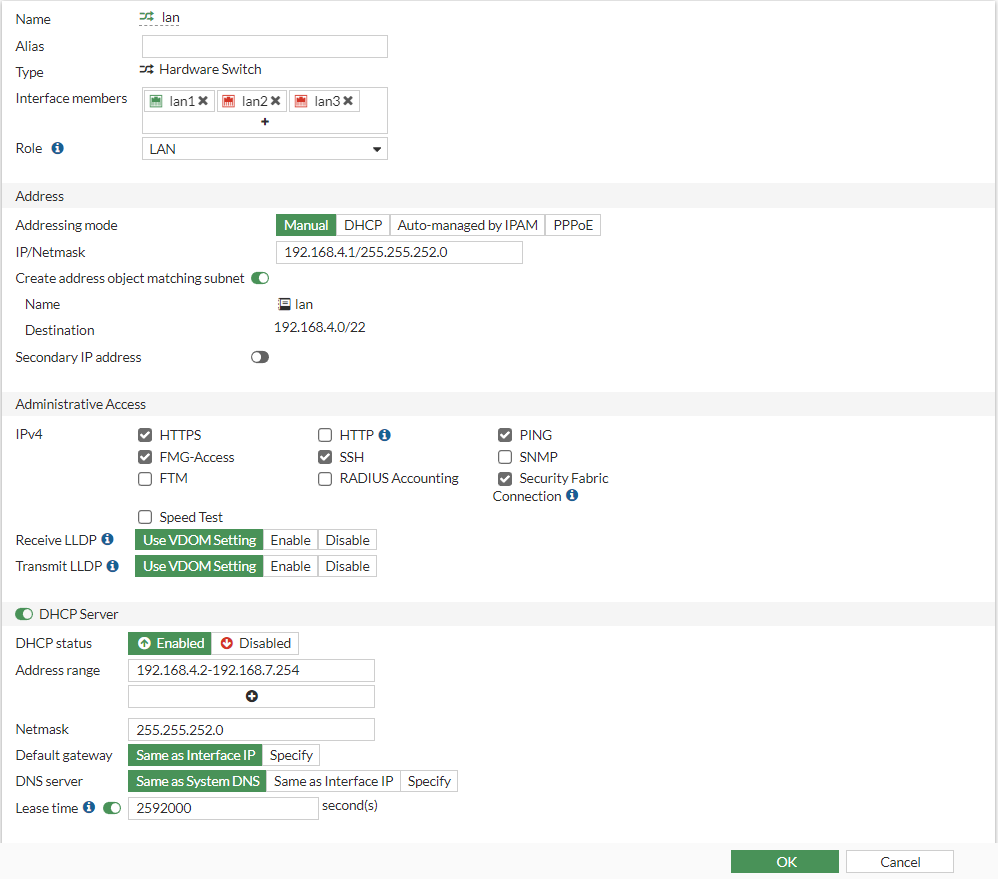 Name lan
Alias
Type Hardware Switch
Interface members lan1 lan2 lan3
+
Role LAN
Address
Addressing mode Manual DHCP Auto-managed by IPAM PPPoE
IP/Netmask 192.168.4.1/255.255.252.0
Create address object matching subnet
Name lan
Destination 192.168.4.0/22
Secondary IP address
Administrative Access
IPv4 HTTPS HTTP PING
FMG-Access SSH SNMP
FTM RADIUS Accounting Security Fabric
Connection
Speed Test
Receive LLDP Use VDOM Setting Enable Disable
Transmit LLDP Use VDOM Setting Enable Disable
DHCP Server
DHCP status Enabled Disabled
Address range 192.168.4.2-192.168.7.254
Netmask 255.255.252.0
Default gateway Same as Interface IP Specify
DNS server Same as System DNS Same as Interface IP Specify
Lease time 2592000 second(s)
OK Cancel